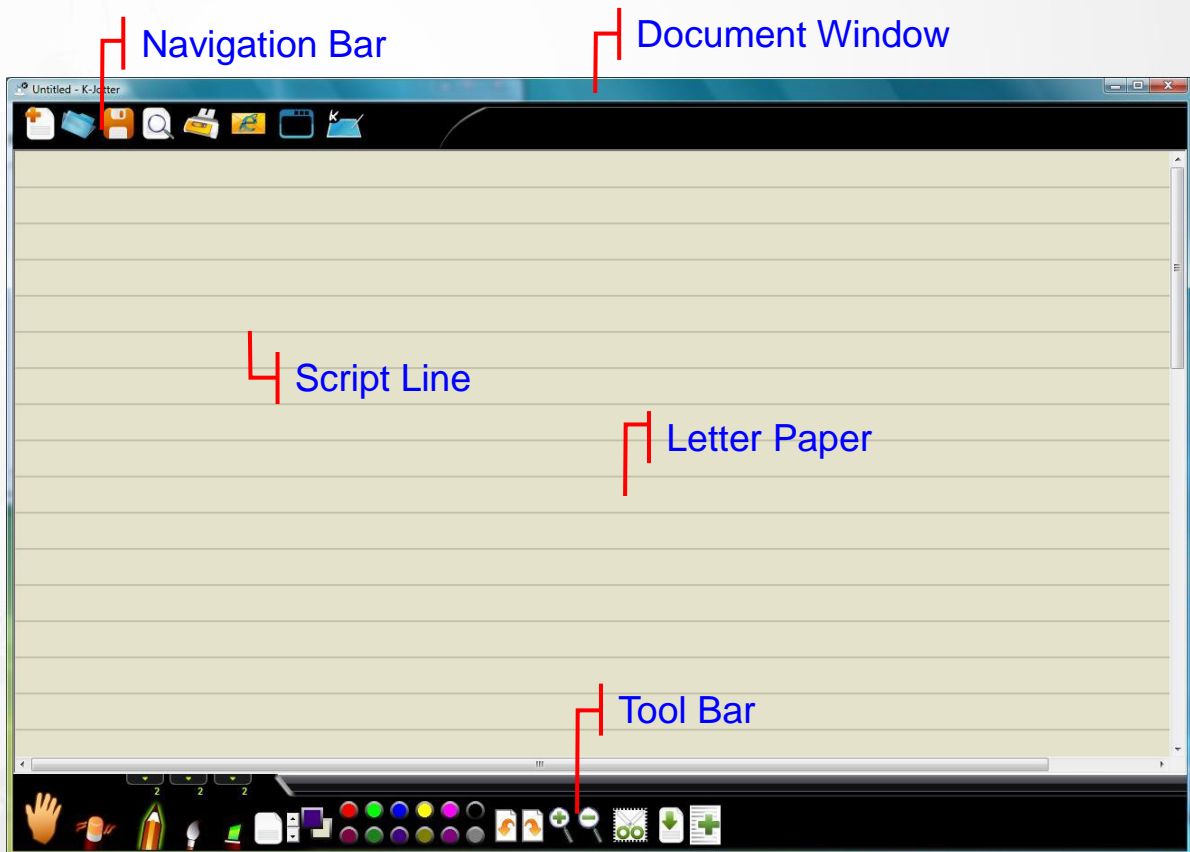 Navigation Bar
Document Window
Untitled - K-Jotter
Script Line
Letter Paper
Tool Bar
2 2 2